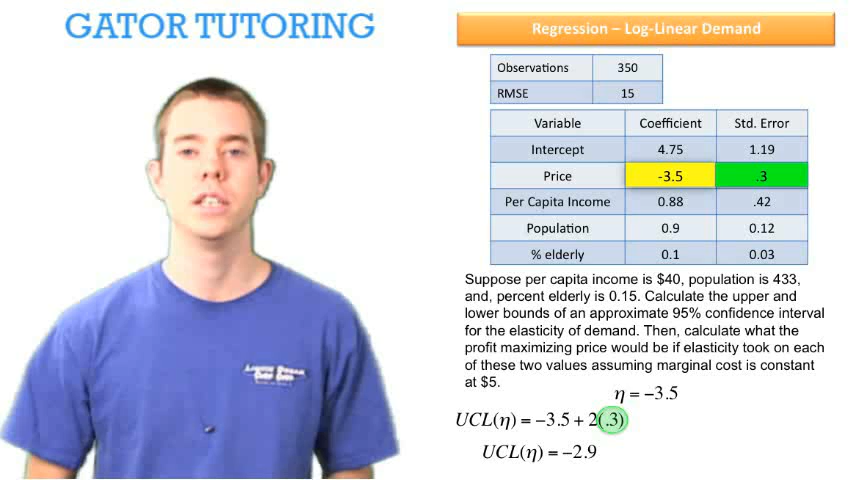 GATOR TUTORING
Regression – Log-Linear Demand
Observations 350
RMSE 15
Variable Coefficient Std. Error
Intercept 4.75 1.19
Price -3.5 .3
Per Capita Income 0.88 .42
Population 0.9 0.12
% elderly 0.1 0.03
Suppose per capita income is $40, population is 433,
and, percent elderly is 0.15. Calculate the upper and
lower bounds of an approximate 95% confidence interval
for the elasticity of demand. Then, calculate what the
profit maximizing price would be if elasticity took on each
of these two values assuming marginal cost is constant
at $5.
η = −3.5
UCL(η) = −3.5 + 2(.3)
UCL(η) = −2.9